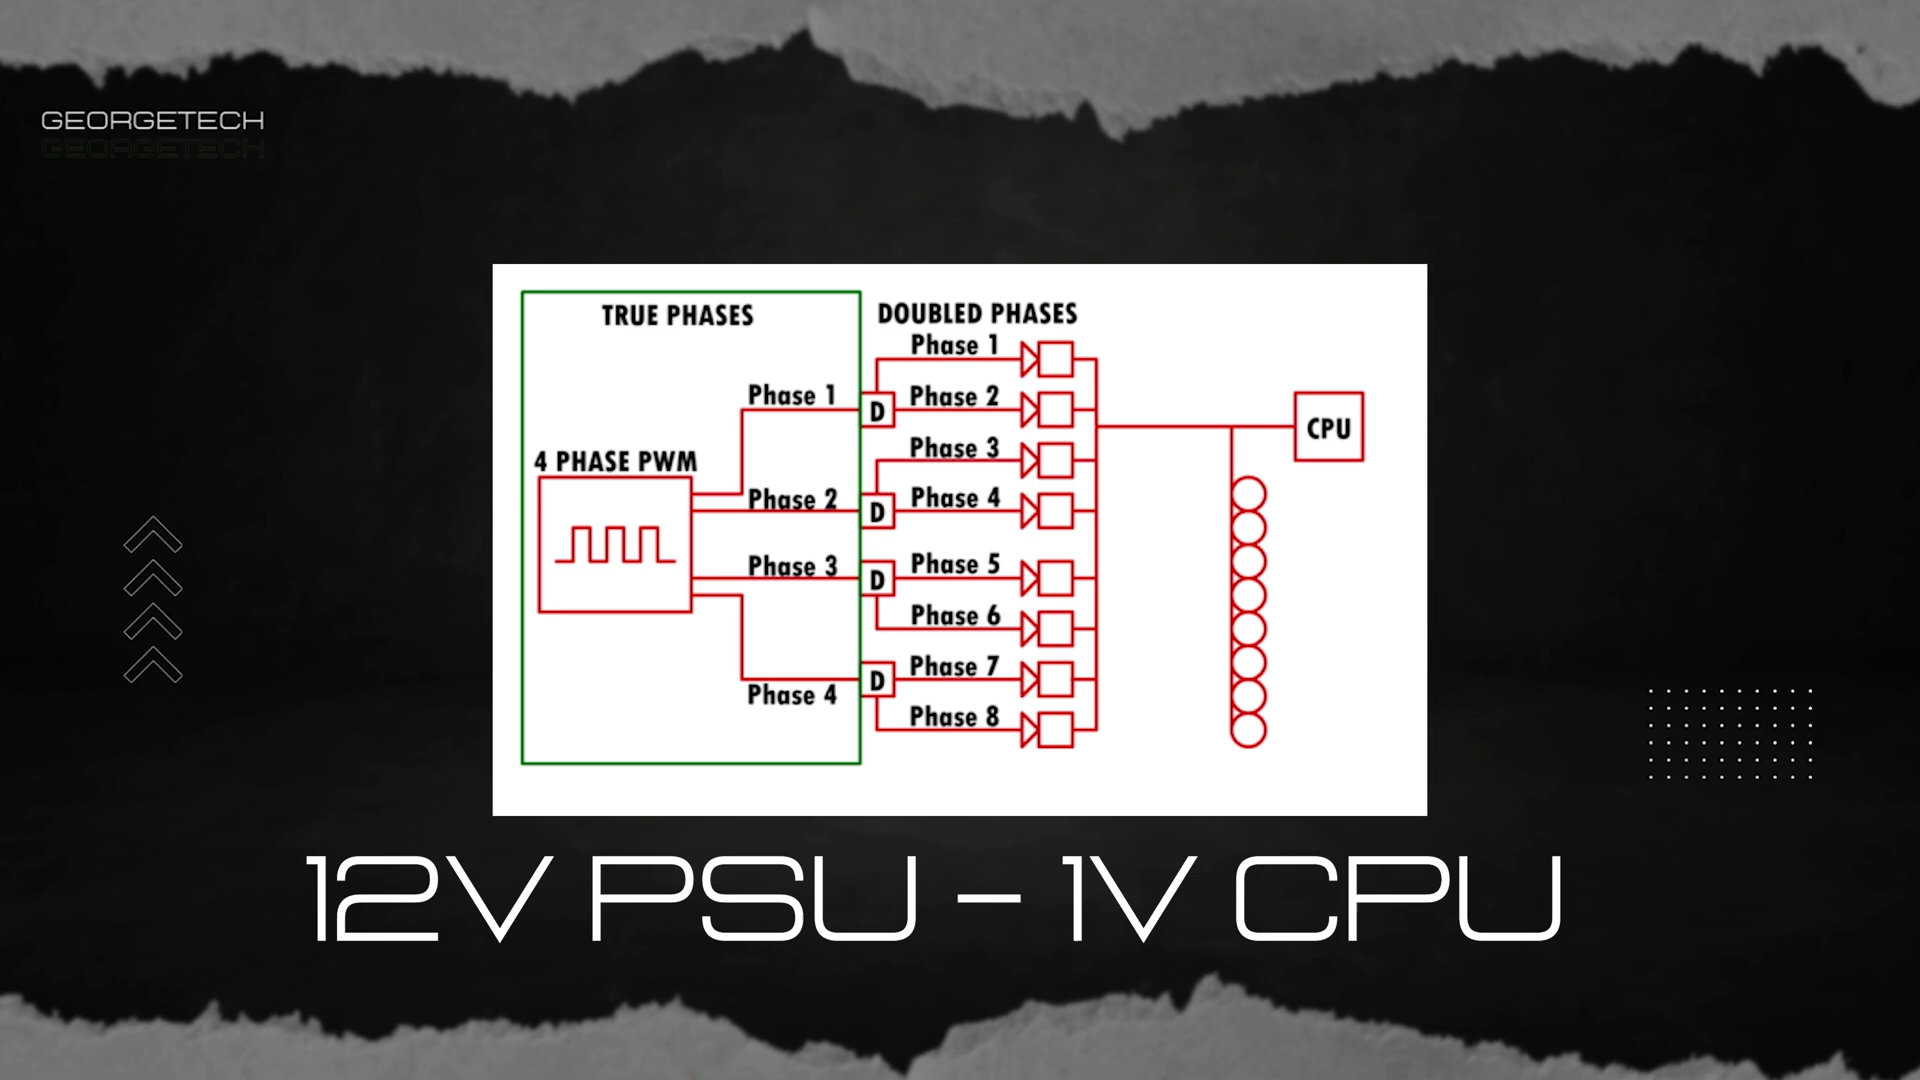 GEORGETECH
GEORGETECH
TRUE PHASES
DOUBLED PHASES
Phase 1
Phase 1
Phase 2
Phase 3
4 PHASE PWM
Phase 2
Phase 4
Phase 3
Phase 5
Phase 6
Phase 4
Phase 7
Phase 8
D
D
D
D
CPU
12V PSU - 1V CPU